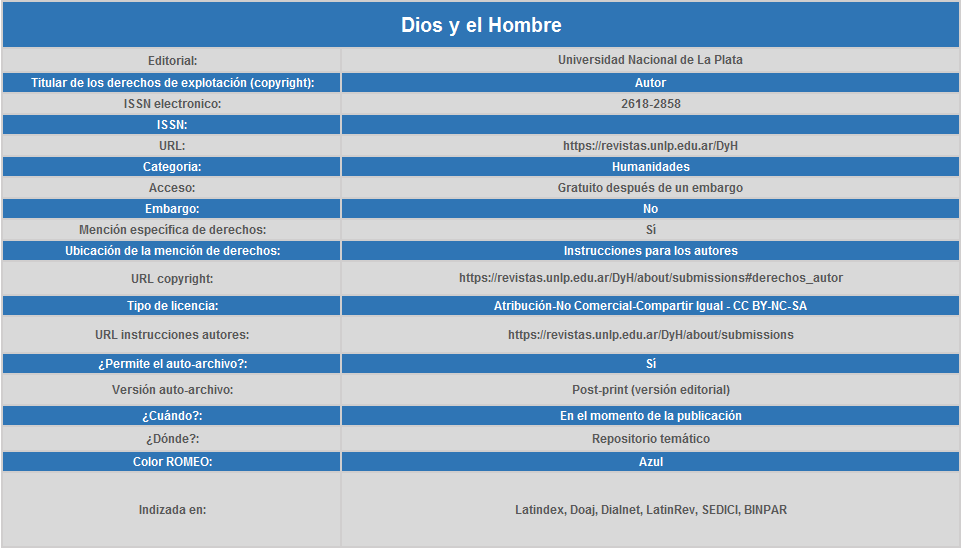 Dios y el Hombre
Editorial: Universidad Nacional de La Plata
Titular de los derechos de explotación (copyright): Autor
ISSN electronico: 2618-2858
ISSN:
URL: https://revistas.unlp.edu.ar/DyH
Categoria: Humanidades
Acceso: Gratuito después de un embargo
Embargo: No
Mención específica de derechos: Sí
Ubicación de la mención de derechos: Instrucciones para los autores
URL copyright: https://revistas.unlp.edu.ar/DyH/about/submissions#derechos_autor
Tipo de licencia: Atribución-No Comercial-Compartir Igual - CC BY-NC-SA
URL instrucciones autores: https://revistas.unlp.edu.ar/DyH/about/submissions
¿Permite el auto-archivo?: Sí
Versión auto-archivo: Post-print (versión editorial)
¿Cuándo?: En el momento de la publicación
¿Dónde?: Repositorio temático
Color ROMEO: Azul
Indizada en: Latindex, Doaj, Dialnet, LatinRev, SEDICI, BINPAR